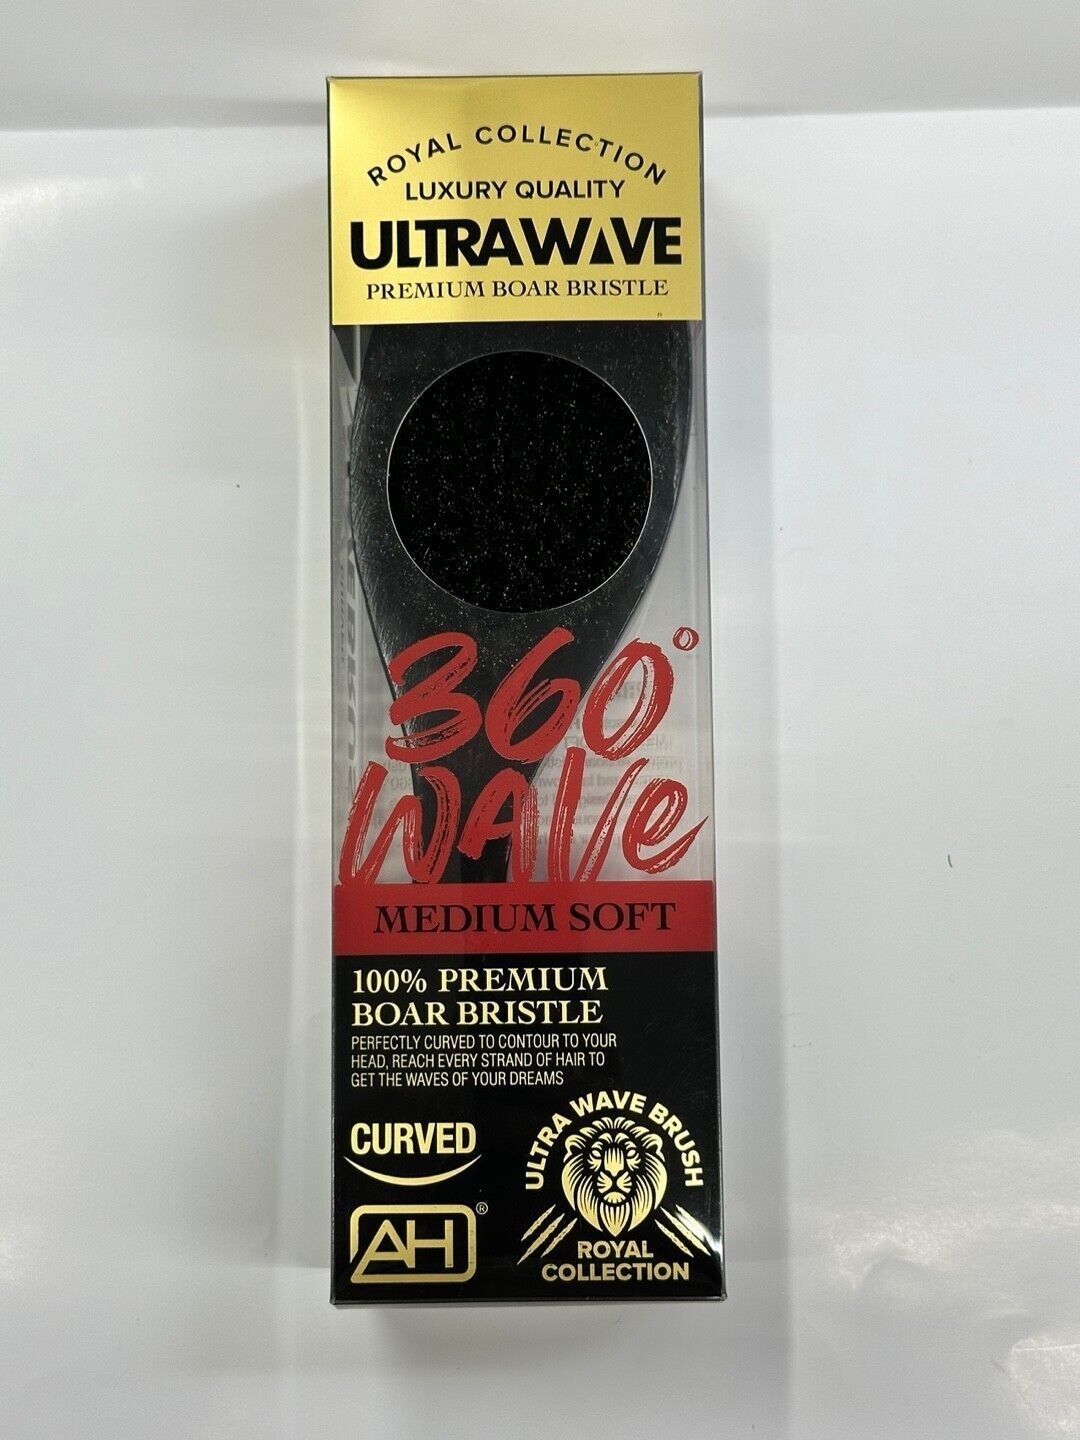 ROYAL COLLECTION
LUXURY QUALITY
ULTRAWAVE
PREMIUM BOAR BRISTLE
360°
WAVe
MEDIUM SOFT
100% PREMIUM
BOAR BRISTLE
PERFECTLY CURVED TO CONTOUR TO YOUR
HEAD, REACH EVERY STRAND OF HAIR TO
GET THE WAVES OF YOUR DREAMS
CURVED
AH®
ULTRA WAVE BRUSH
ROYAL
COLLECTION